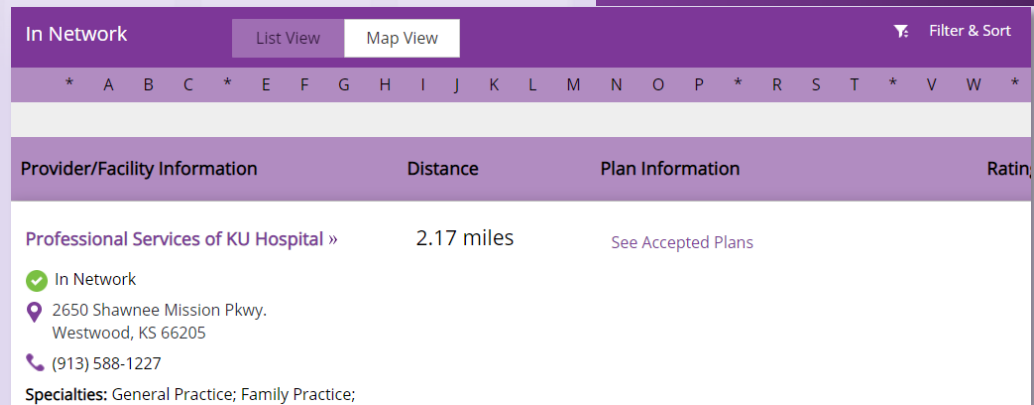 In Network List View Map View Filter & Sort
* A B C * E F G H I J K L M N O P * R S T * V W *
Provider/Facility Information Distance Plan Information Rating
Professional Services of KU Hospital » 2.17 miles See Accepted Plans
In Network
2650 Shawnee Mission Pkwy.
Westwood, KS 66205
(913) 588-1227
Specialties: General Practice; Family Practice;